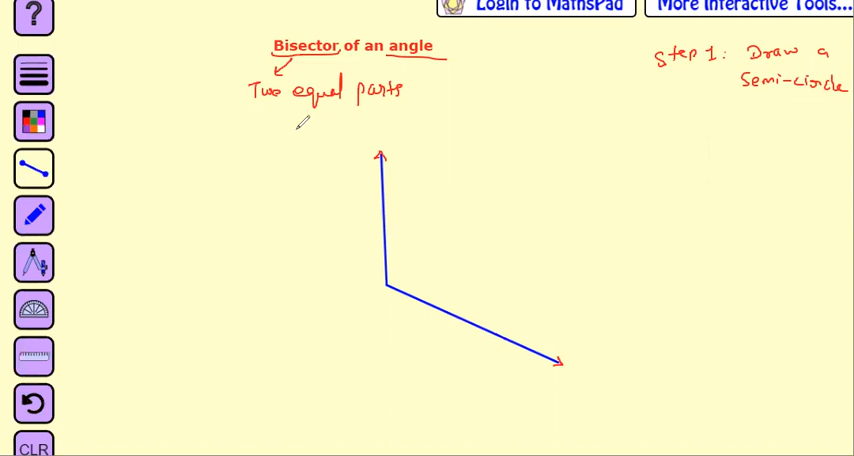 ?
Login to MathsPad
More Interactive Tools...
Bisector of an angle
Two equal parts
Step 1: Draw a
Semi-circle
CLR